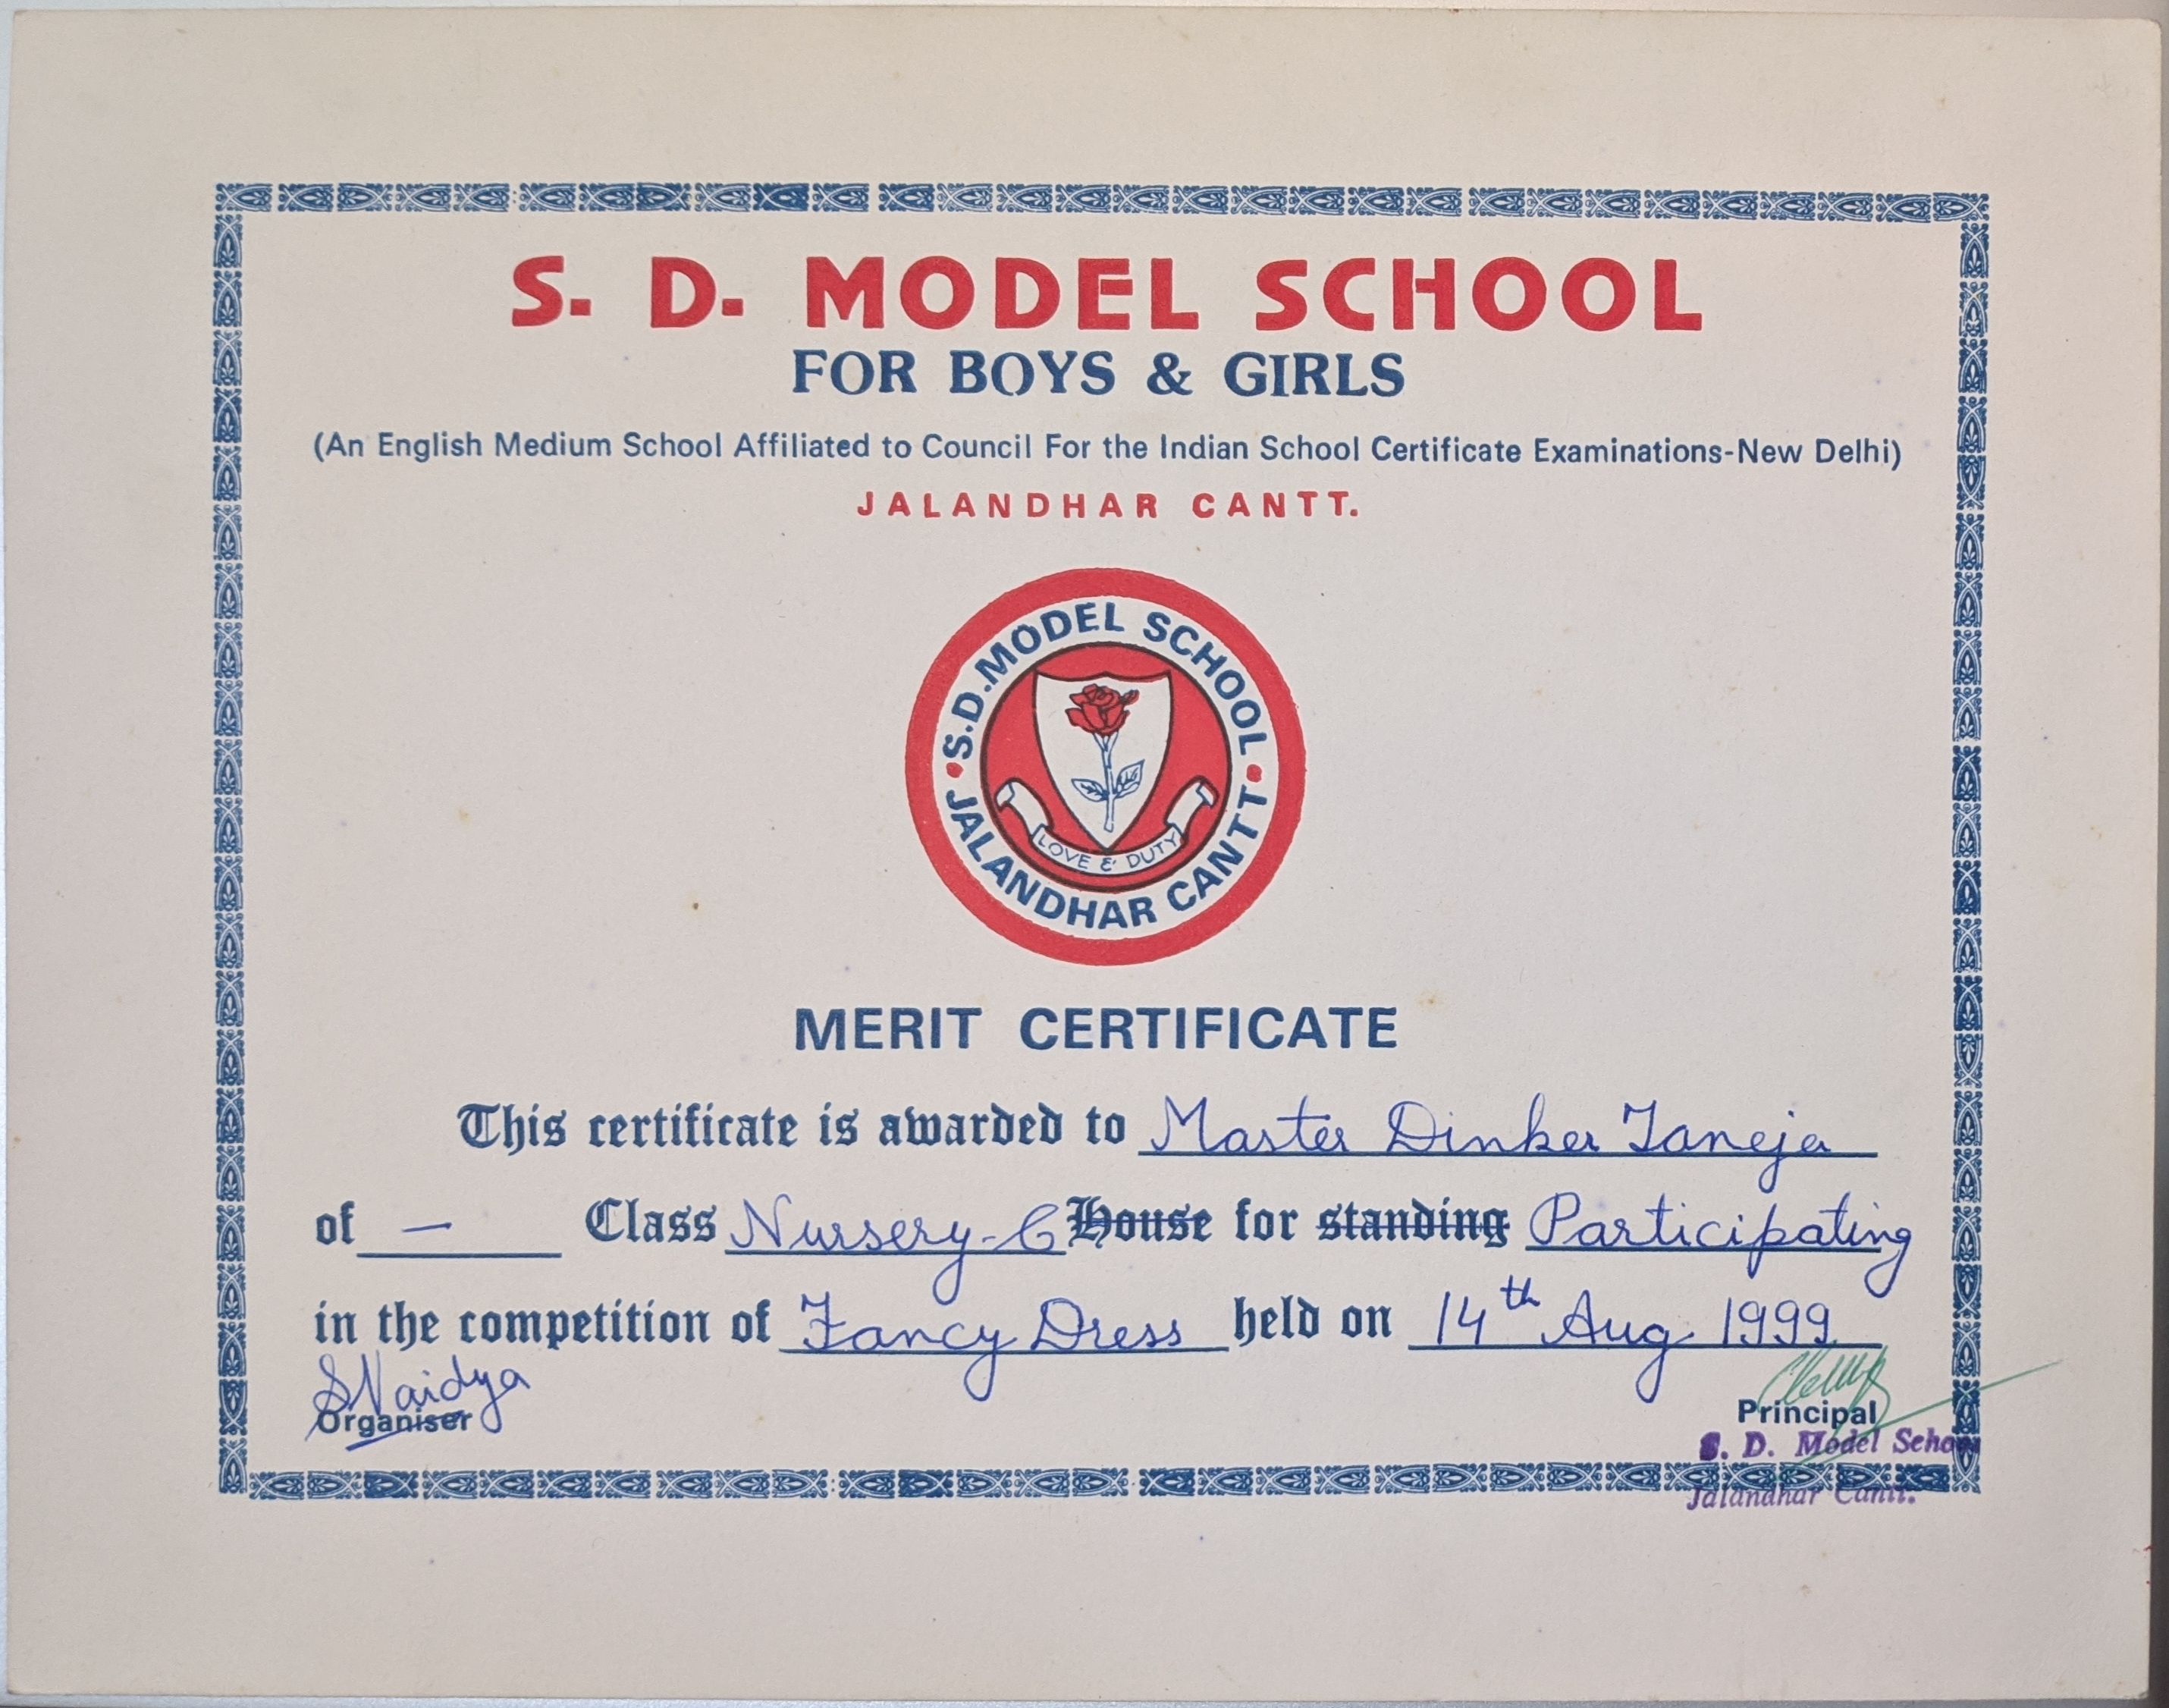 S. D. MODEL SCHOOL
FOR BOYS & GIRLS
(An English Medium School Affiliated to Council For the Indian School Certificate Examinations-New Delhi)
JALANDHAR CANTT.
S.D.MODEL SCHOOL
LOVE & DUTY
JALANDHAR CANTT
MERIT CERTIFICATE
This certificate is awarded to Master Dinker Taneja
of — Class Nursery-C House for standing Participating
in the competition of Fancy Dress held on 14th Aug. 1999
SVaidya
Organiser
Principal
S. D. Model School
Jalandhar Cantt.